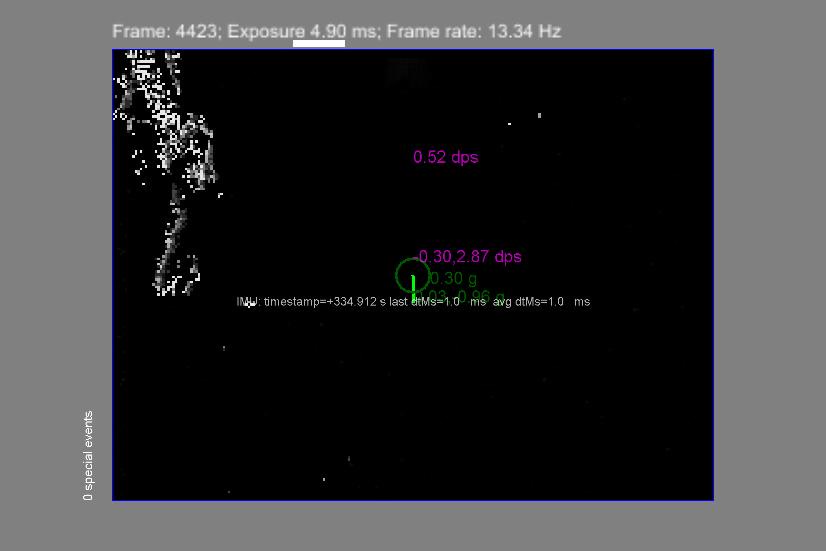 Frame: 4423; Exposure 4.90 ms; Frame rate: 13.34 Hz
0.52 dps
-0.30,2.87 dps
0.30 g
IMU: timestamp=+334.912 s last dtMs=1.0 ms avg dtMs=1.0 ms
0 special events